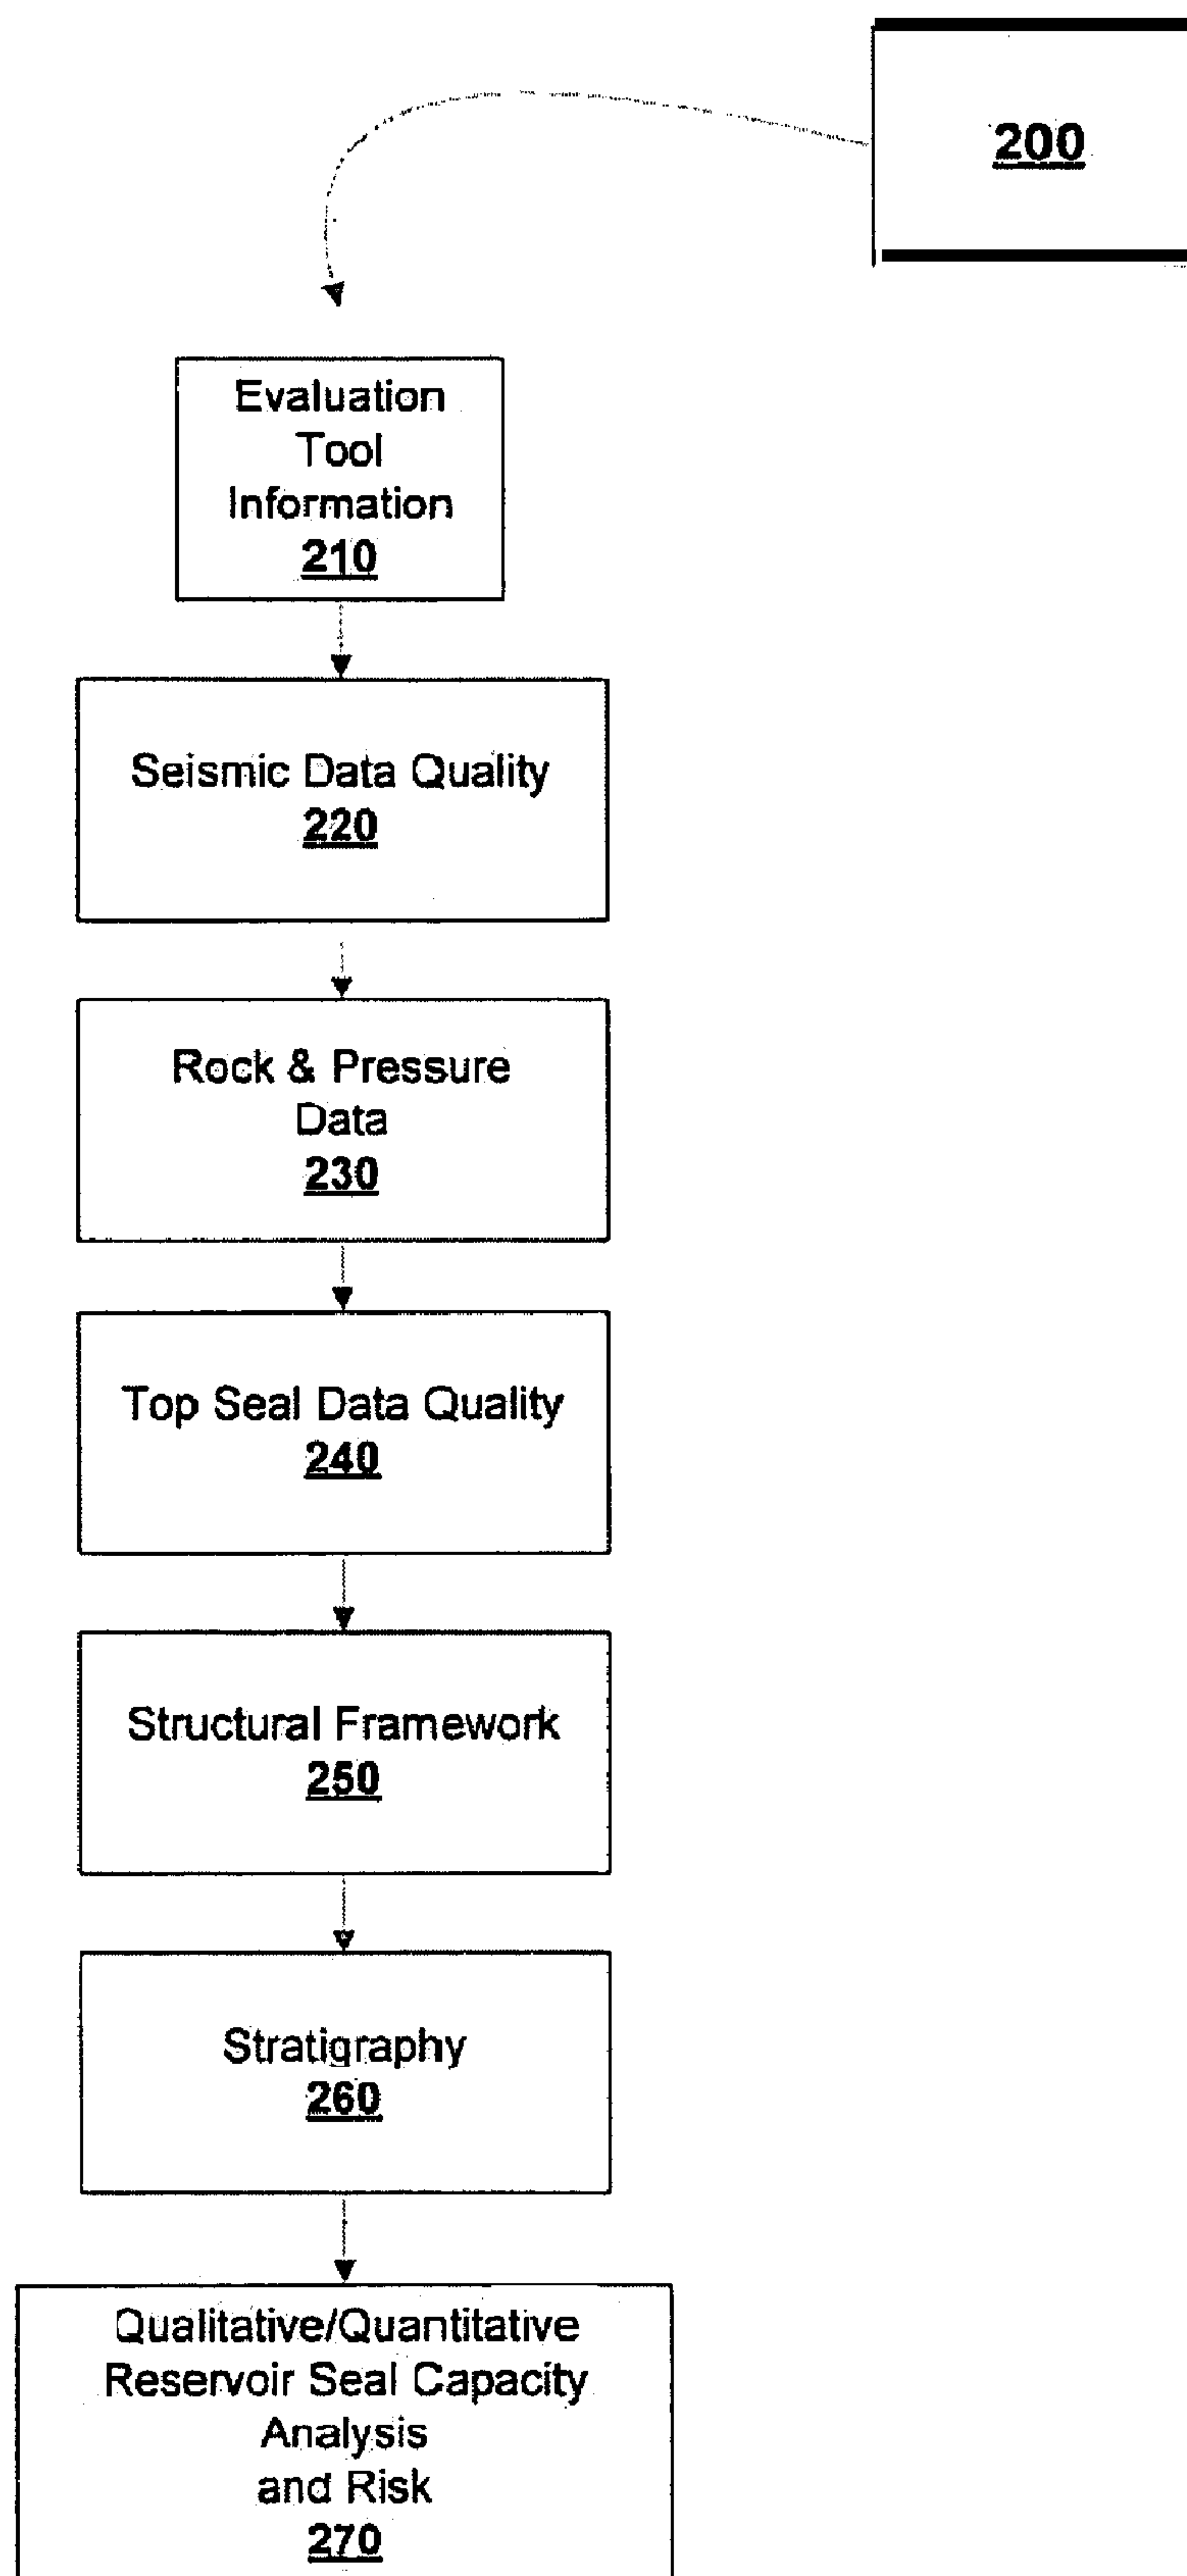 200
Evaluation
Tool
Information
210
Seismic Data Quality
220
Rock & Pressure
Data
230
Top Seal Data Quality
240
Structural Framework
250
Stratigraphy
260
Qualitative/Quantitative
Reservoir Seal Capacity
Analysis
and Risk
270